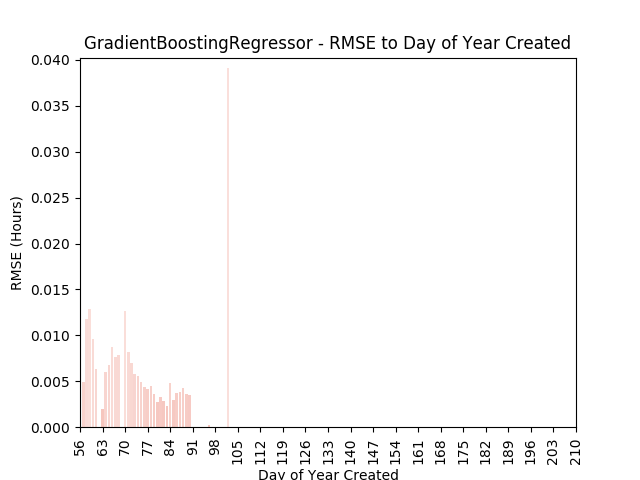 GradientBoostingRegressor - RMSE to Day of Year Created
0.040
0.035
0.030
0.025
0.020
0.015
0.010
0.005
0.000
RMSE (Hours)
56 63 70 77 84 91 98 105 112 119 126 133 140 147 154 161 168 175 182 189 196 203 210
Day of Year Created